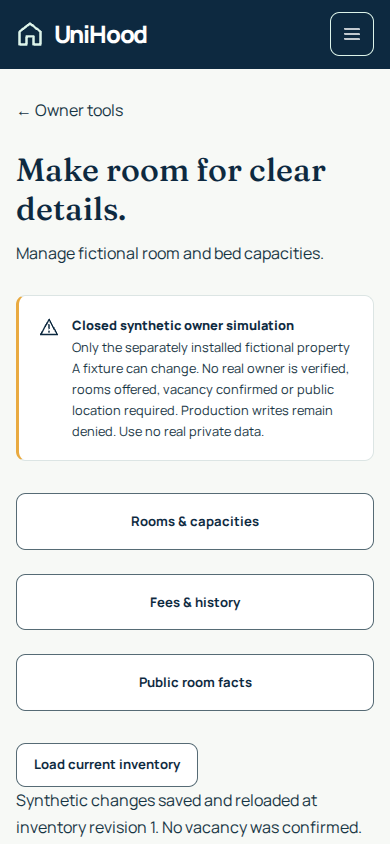 UniHood
← Owner tools
Make room for clear
details.
Manage fictional room and bed capacities.
Closed synthetic owner simulation
Only the separately installed fictional property
A fixture can change. No real owner is verified,
rooms offered, vacancy confirmed or public
location required. Production writes remain
denied. Use no real private data.
Rooms & capacities
Fees & history
Public room facts
Load current inventory
Synthetic changes saved and reloaded at
inventory revision 1. No vacancy was confirmed.